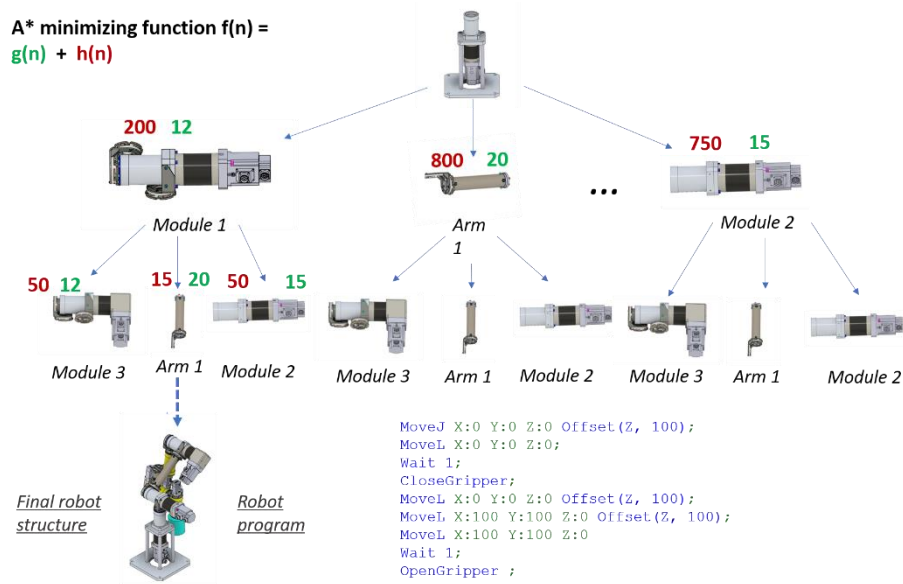 A* minimizing function f(n) =
g(n) + h(n)
200 12
800 20
750 15
...
Module 1
Arm
1
Module 2
50 12
15 20
50 15
Module 3
Arm 1
Module 2
Module 3
Arm 1
Module 2
Module 3
Arm 1
Module 2
Final robot
structure
Robot
program
MoveJ X:0 Y:0 Z:0 Offset(Z, 100);
MoveL X:0 Y:0 Z:0;
Wait 1;
CloseGripper;
MoveL X:0 Y:0 Z:0 Offset(Z, 100);
MoveL X:100 Y:100 Z:0 Offset(Z, 100);
MoveL X:100 Y:100 Z:0
Wait 1;
OpenGripper ;